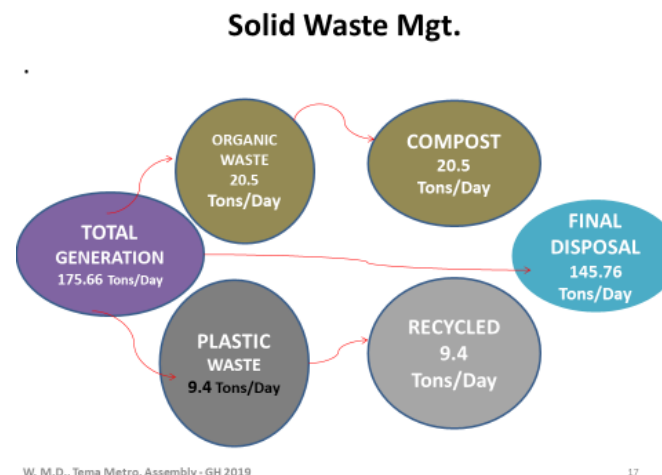 Solid Waste Mgt.
.
ORGANIC
WASTE
20.5
Tons/Day
COMPOST
20.5
Tons/Day
TOTAL
GENERATION
175.66 Tons/Day
FINAL
DISPOSAL
145.76
Tons/Day
PLASTIC
WASTE
9.4 Tons/Day
RECYCLED
9.4
Tons/Day
W. M.D., Tema Metro. Assembly - GH 2019
17